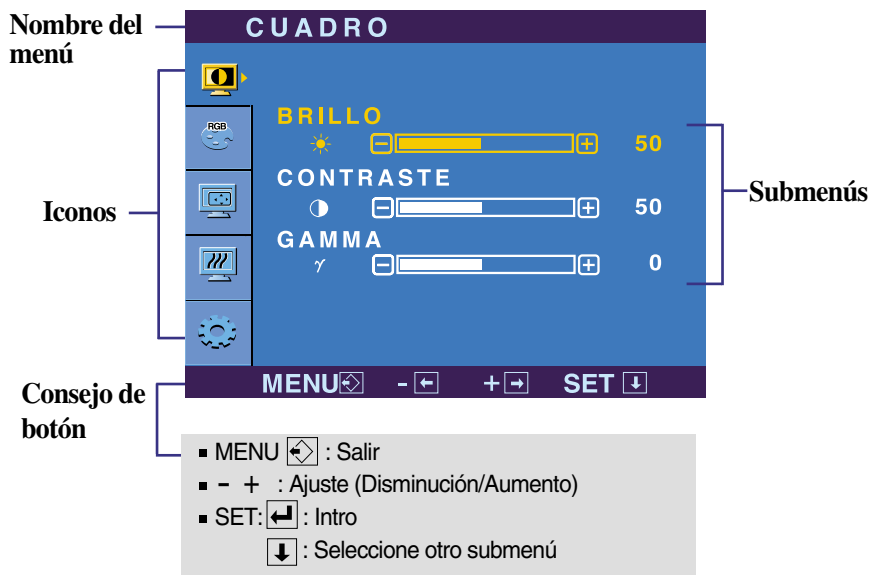 Nombre del
menú
CUADRO
RGB
BRILLO
50
CONTRASTE
50
GAMMA
γ
0
Iconos
Submenús
MENU - + SET
Consejo de
botón
MENU : Salir
- + : Ajuste (Disminución/Aumento)
SET: : Intro
: Seleccione otro submenú